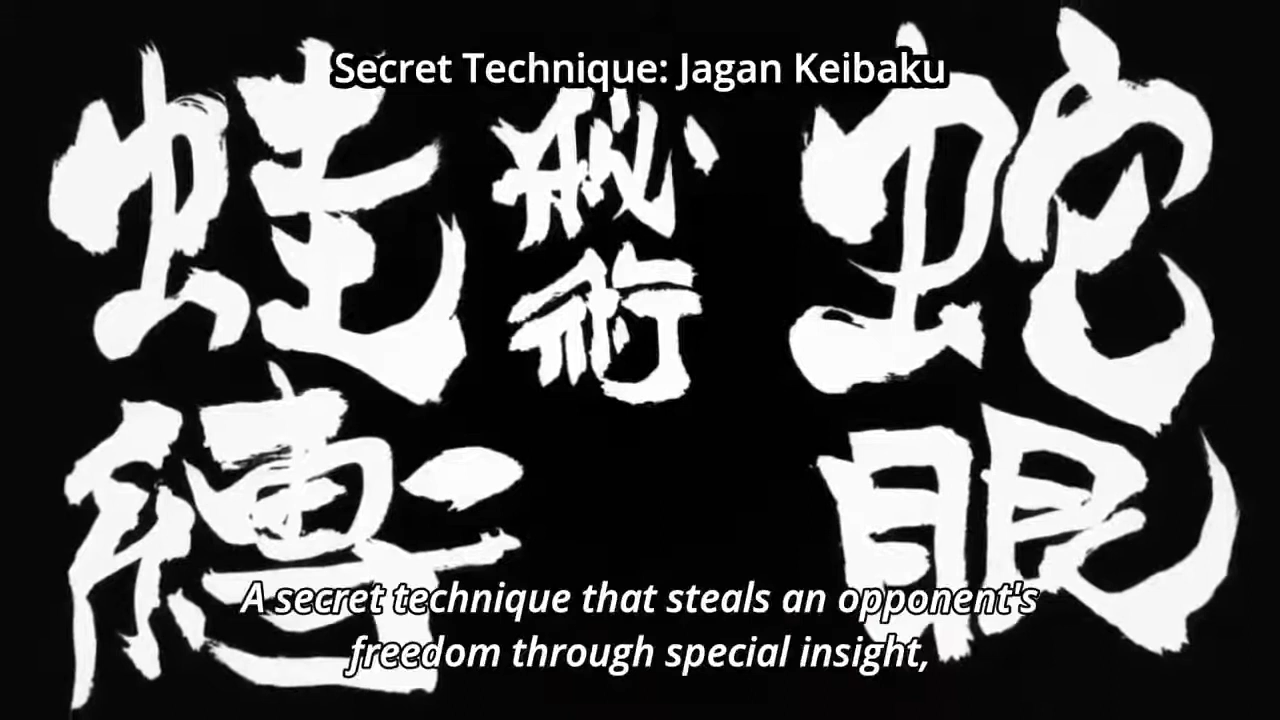 Secret Technique: Jagan Keibaku
秘術
蛇眼
蛙縛
A secret technique that steals an opponent's
freedom through special insight,